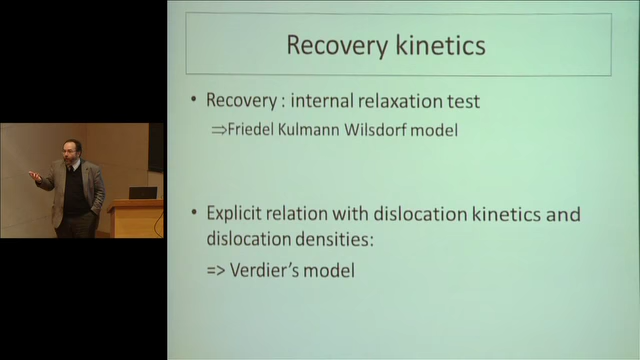 Recovery kinetics
• Recovery : internal relaxation test
⇒Friedel Kulmann Wilsdorf model
• Explicit relation with dislocation kinetics and
dislocation densities:
=> Verdier’s model